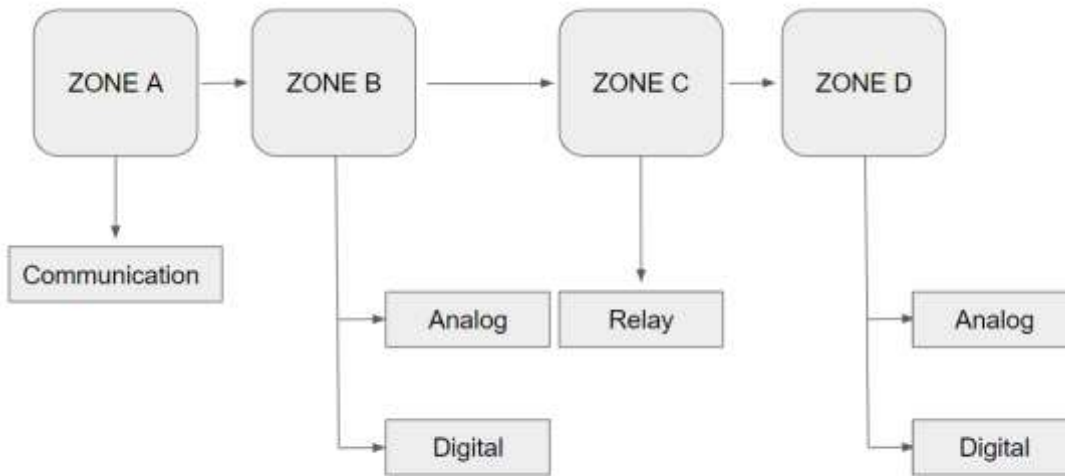 ZONE A
ZONE B
ZONE C
ZONE D
Communication
Analog
Relay
Analog
Digital
Digital